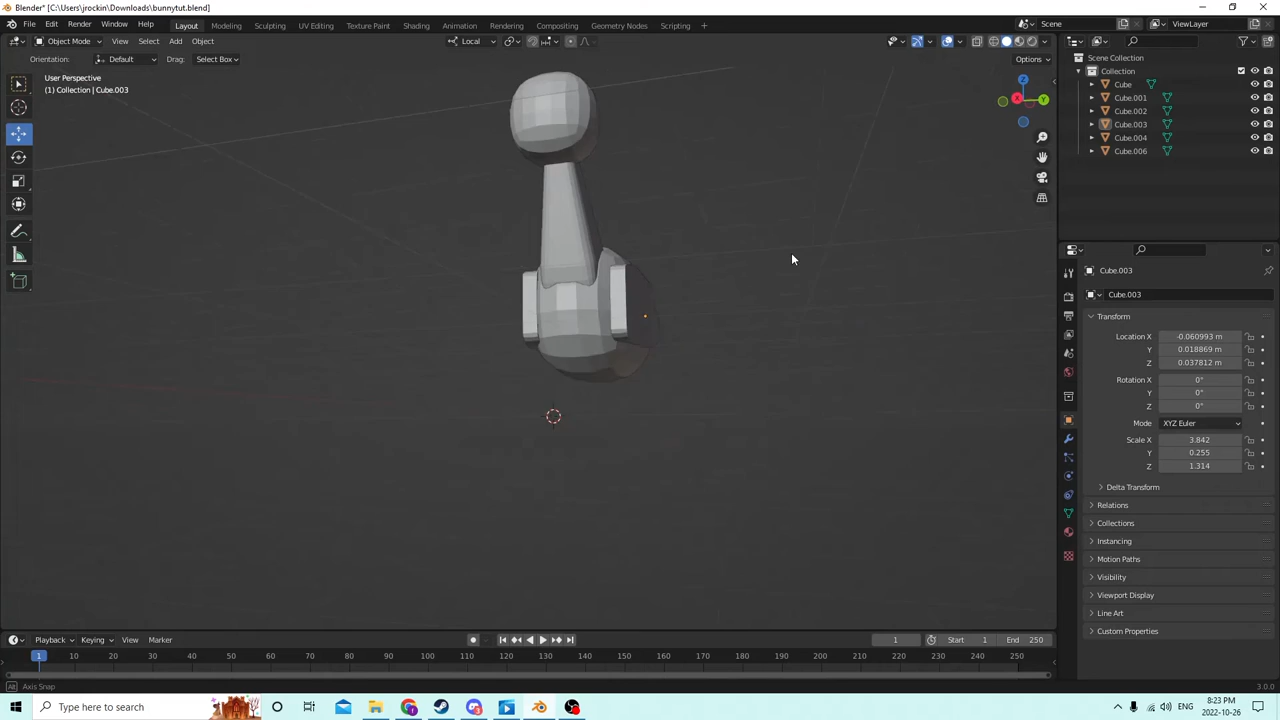 Blender* [C:\Users\jrockin\Downloads\bunnytut.blend]
File Edit Render Window Help Layout Modeling Sculpting UV Editing Texture Paint Shading Animation Rendering Compositing Geometry Nodes Scripting + Scene ViewLayer
Object Mode View Select Add Object Local
Orientation: Default Drag: Select Box Options
User Perspective
(1) Collection | Cube.003
Z
X
Y
Scene Collection
Collection
Cube
Cube.001
Cube.002
Cube.003
Cube.004
Cube.006
Cube.003
Cube.003
Transform
Location X -0.060993 m
Y 0.018869 m
Z 0.037812 m
Rotation X 0°
Y 0°
Z 0°
Mode XYZ Euler
Scale X 3.842
Y 0.255
Z 1.314
Delta Transform
Relations
Collections
Instancing
Motion Paths
Visibility
Viewport Display
Line Art
Custom Properties
Playback Keying View Marker 1 Start 1 End 250
1 10 20 30 40 50 60 70 80 90 100 110 120 130 140 150 160 170 180 190 200 210 220 230 240 250
Alt Axis Snap 3.0.0
Type here to search
ENG
8:23 PM
2022-10-26